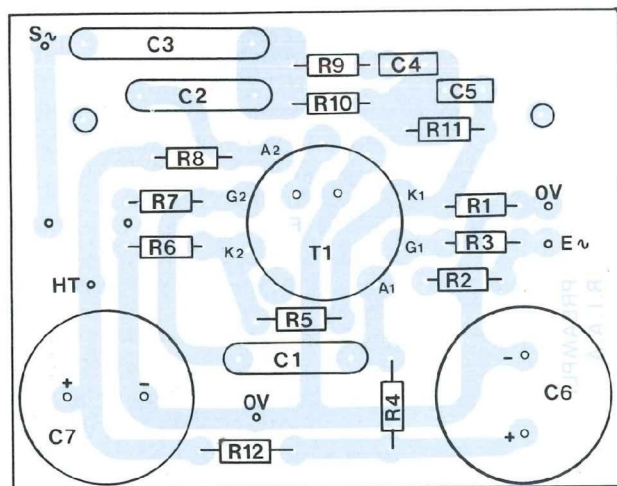 S∿
C3
R9
C4
C2
R10
C5
R11
A2
R8
G2
K1
0V
R7
R1
R6
K2
T1
G1
R3
E∿
HT
A1
R2
R5
C1
+
-
-
C7
0V
R4
C6
+
R12
R.I.A.A
PREAMPLI